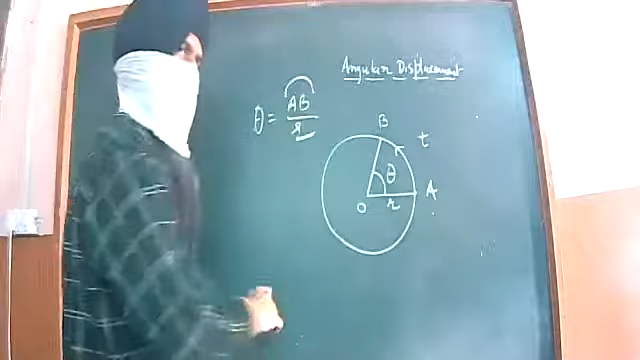 Angular Displacement
θ = AB / r
B
t
θ
O
r
A